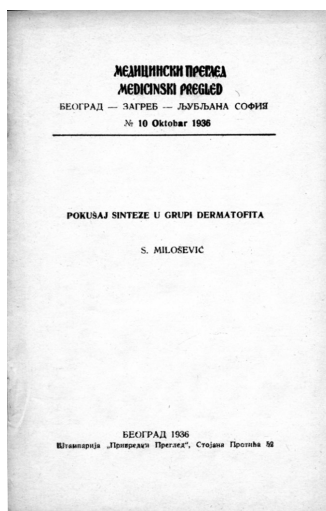 МЕДИЦИНСКИ ПРЕГЛЕД
MEDICINSKI PREGLED
БЕОГРАД — ЗАГРЕБ — ЉУБЉАНА СОФИЯ
№ 10 Oktobar 1936
POKUŠAJ SINTEZE U GRUPI DERMATOFITA
S. MILOŠEVIĆ
БЕОГРАД 1936
Штампарија „Привредни Преглед", Стојана Протића 52